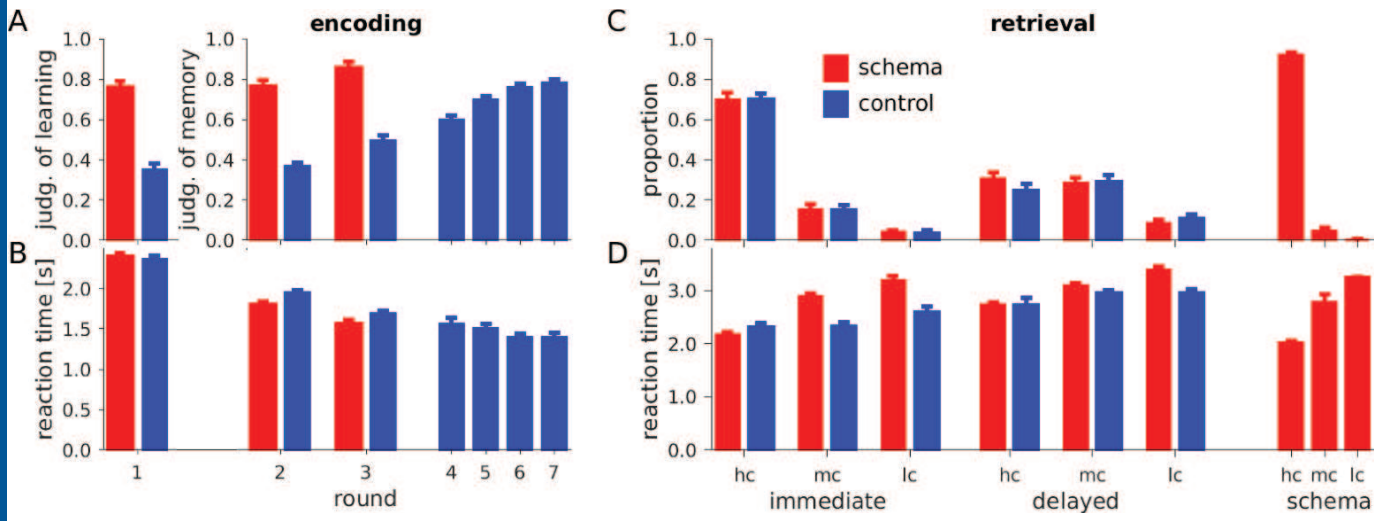 A
encoding
judg. of learning
1.0
0.8
0.6
0.4
0.2
0.0
judg. of memory
1.0
0.8
0.6
0.4
0.2
0.0
B
reaction time [s]
2.0
1.5
1.0
0.5
0.0
1
2
3
4
5
6
7
round
C
retrieval
schema
control
proportion
1.0
0.8
0.6
0.4
0.2
0.0
D
reaction time [s]
3.0
2.0
1.0
0.0
hc
mc
lc
hc
mc
lc
hc
mc
lc
immediate
delayed
schema